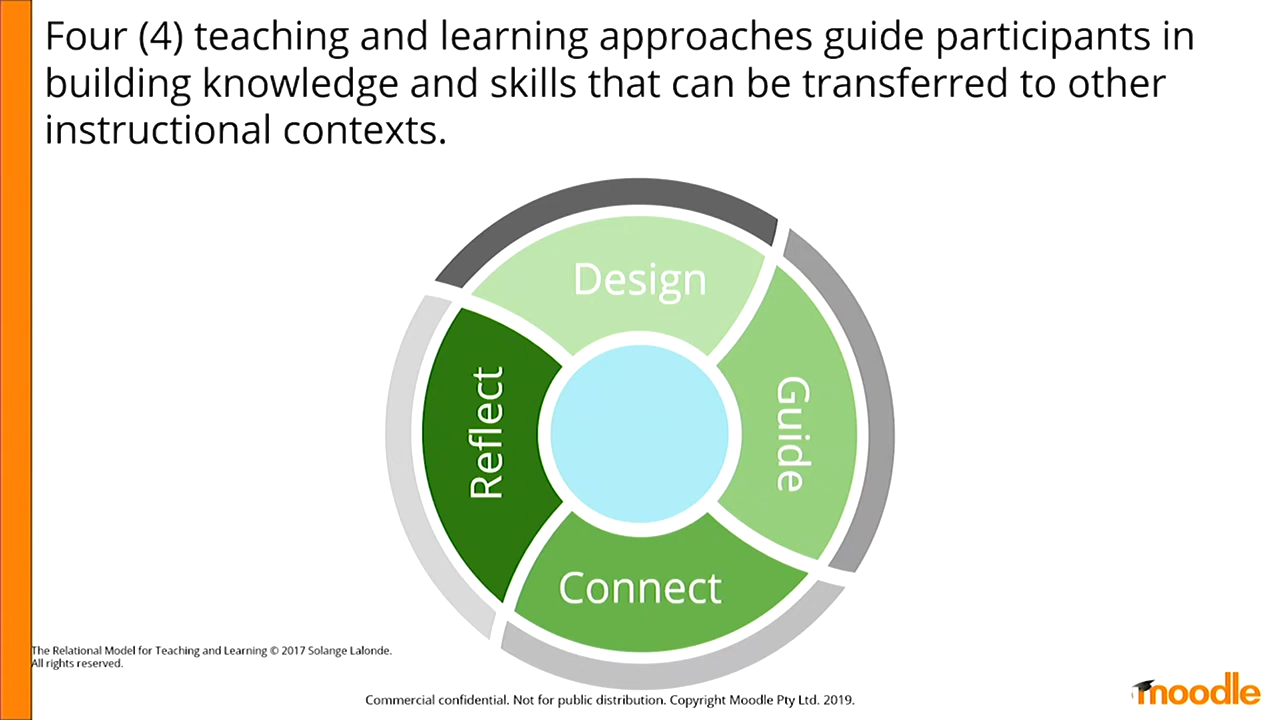 Four (4) teaching and learning approaches guide participants in
building knowledge and skills that can be transferred to other
instructional contexts.
Design
Guide
Reflect
Connect
The Relational Model for Teaching and Learning © 2017 Solange Lalonde.
All rights reserved.
Commercial confidential. Not for public distribution. Copyright Moodle Pty Ltd. 2019.
moodle